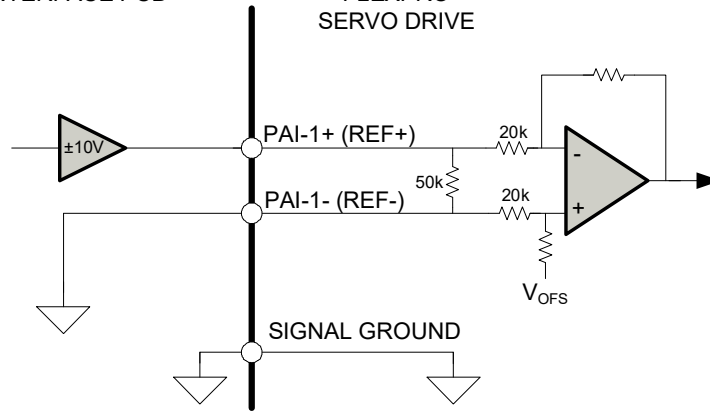 SERVO DRIVE
±10V
PAI-1+ (REF+)
20k
-
50k
PAI-1- (REF-)
20k
+
VOFS
SIGNAL GROUND